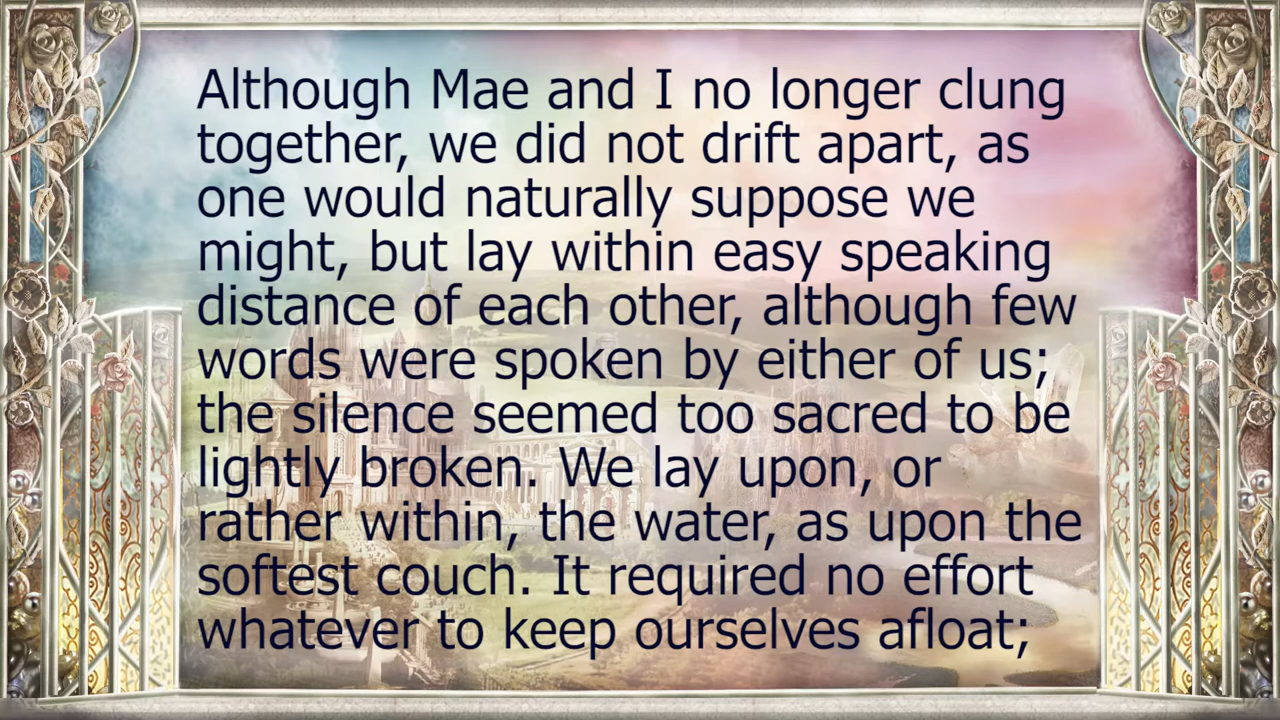 Although Mae and I no longer clung
together, we did not drift apart, as
one would naturally suppose we
might, but lay within easy speaking
distance of each other, although few
words were spoken by either of us;
the silence seemed too sacred to be
lightly broken. We lay upon, or
rather within, the water, as upon the
softest couch. It required no effort
whatever to keep ourselves afloat;